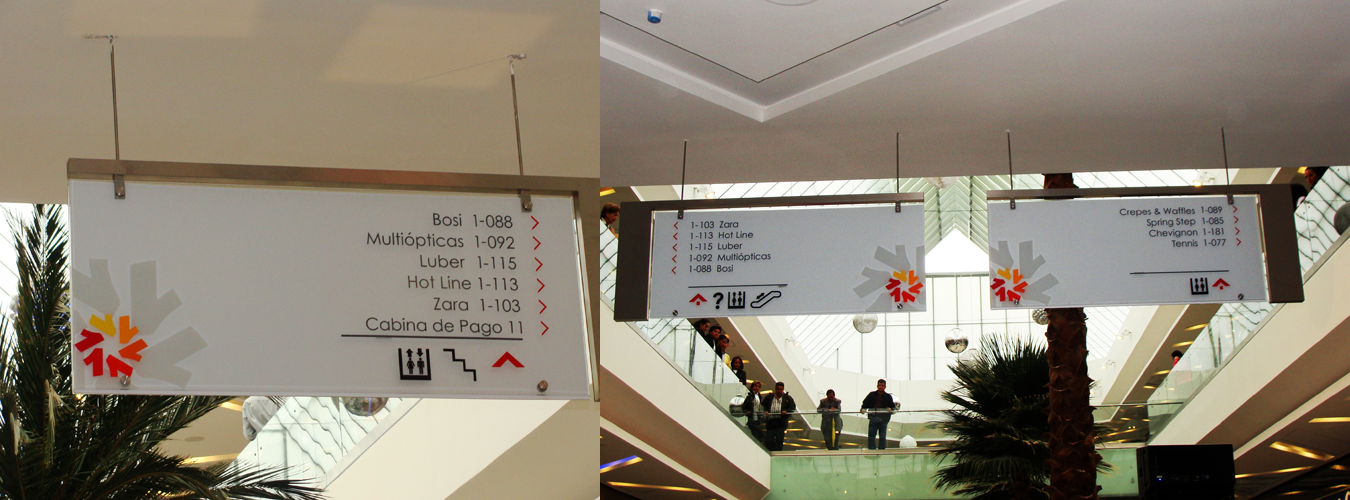 Bosi 1-088 >
Multiópticas 1-092 >
Luber 1-115 >
Hot Line 1-113 >
Zara 1-103 >
Cabina de Pago 11 >
< 1-103 Zara
< 1-113 Hot Line
< 1-115 Luber
< 1-092 Multiópticas
< 1-088 Bosi
?
Crepes & Waffles 1-089 >
Spring Step 1-085 >
Chevignon 1-181 >
Tennis 1-077 >